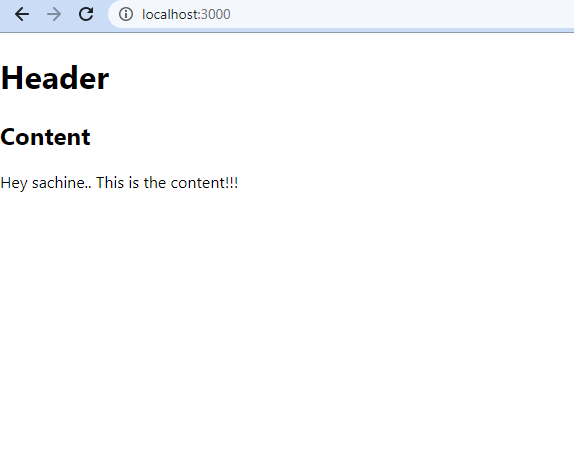 localhost:3000
Header
Content
Hey sachine.. This is the content!!!